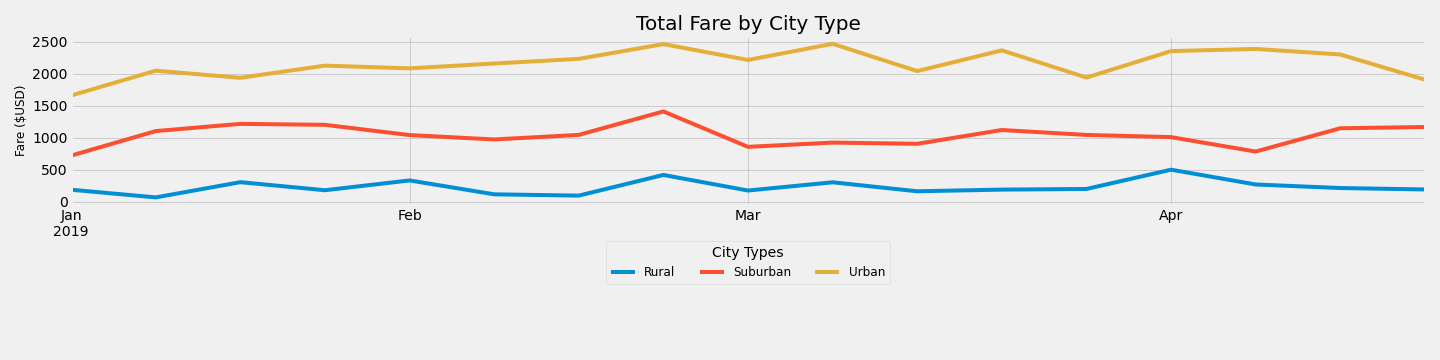 Total Fare by City Type
Fare ($USD)
2500
2000
1500
1000
500
0
Jan Feb Mar Apr
2019
City Types
Rural Suburban Urban